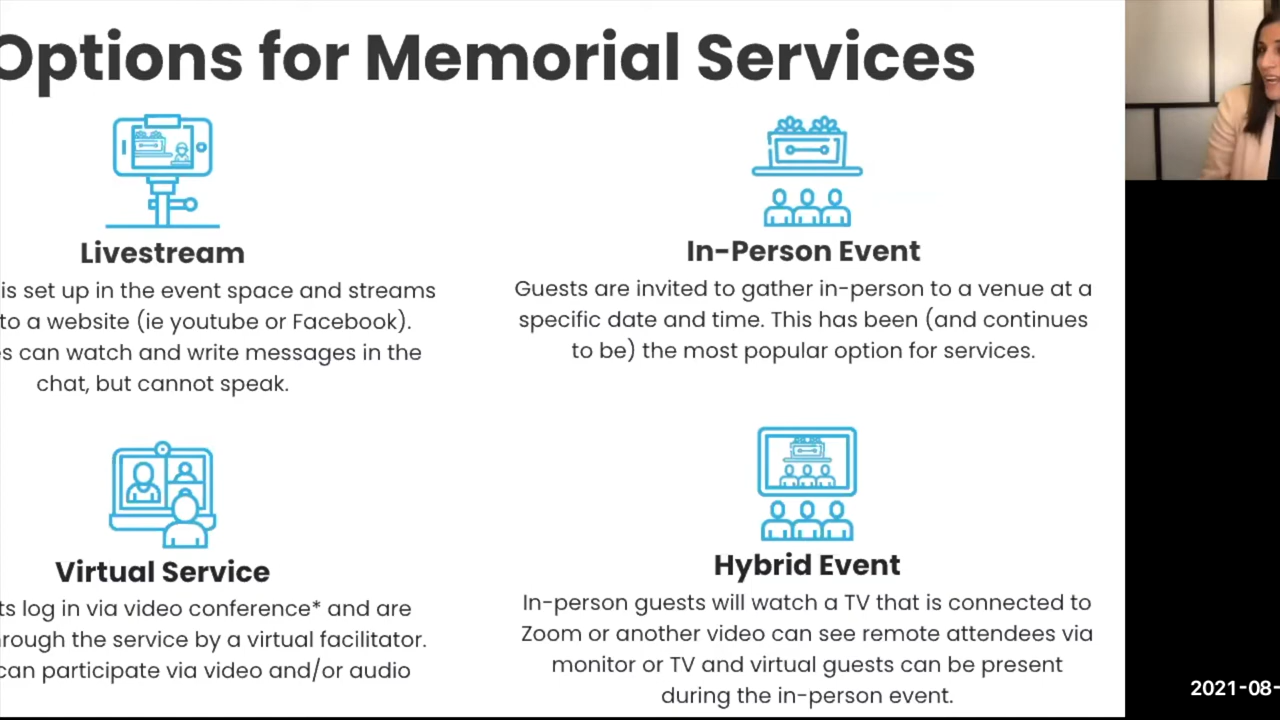 Options for Memorial Services
Livestream
is set up in the event space and streams
to a website (ie youtube or Facebook).
can watch and write messages in the
chat, but cannot speak.
In-Person Event
Guests are invited to gather in-person to a venue at a
specific date and time. This has been (and continues
to be) the most popular option for services.
Virtual Service
log in via video conference* and are
by a virtual facilitator.
can participate via video and/or audio
Hybrid Event
In-person guests will watch a TV that is connected to
Zoom or another video can see remote attendees via
monitor or TV and virtual guests can be present
during the in-person event.
2021-08-